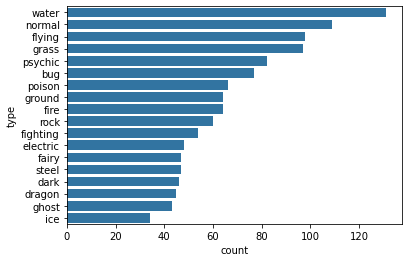 water
normal
flying
grass
psychic
bug
poison
ground
fire
rock
fighting
electric
fairy
steel
dark
dragon
ghost
ice
type
0 20 40 60 80 100 120
count